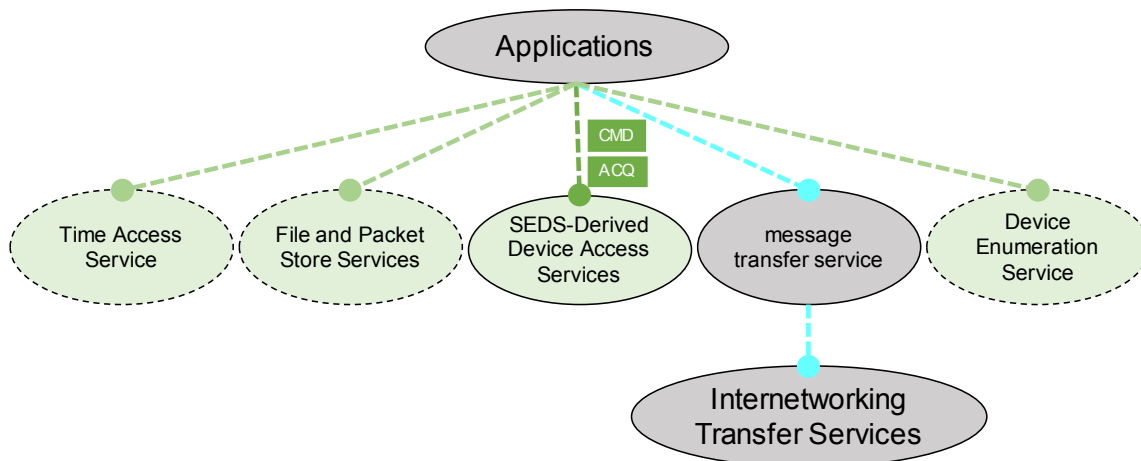 Applications
CMD
ACQ
Time Access
Service
File and Packet
Store Services
SEDS-Derived
Device Access
Services
message
transfer service
Device
Enumeration
Service
Internetworking
Transfer Services